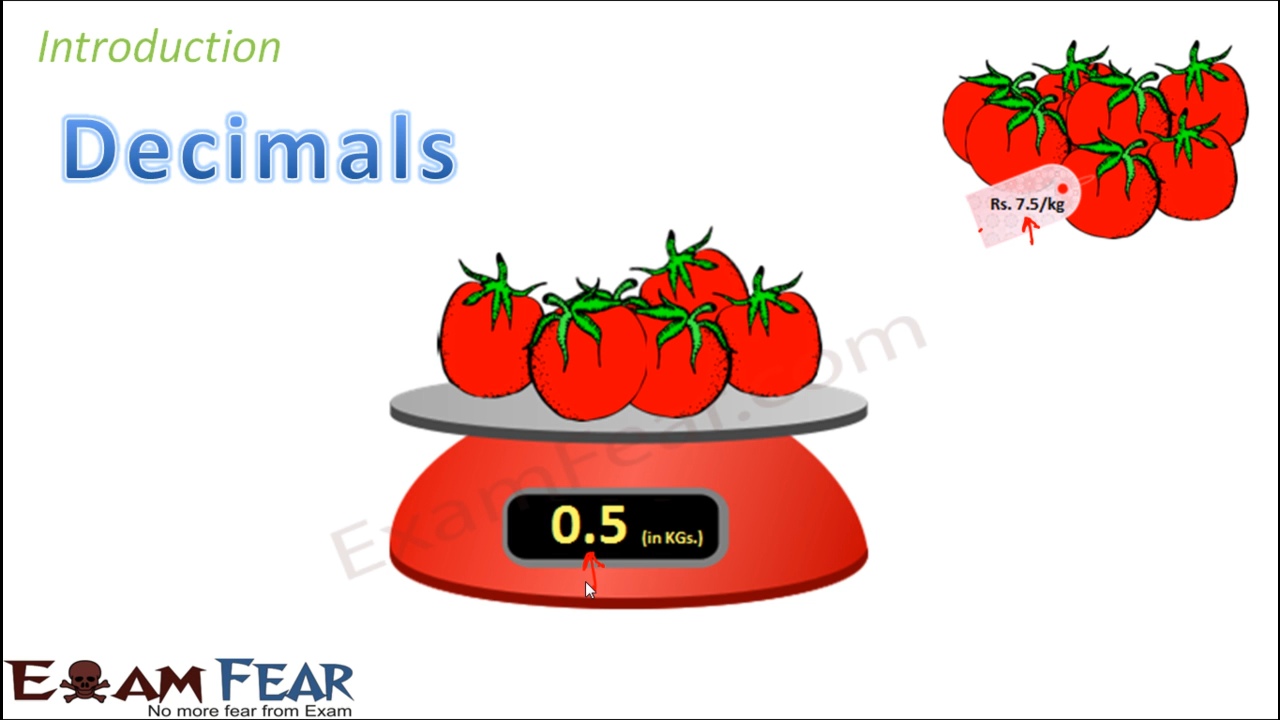 Introduction
Decimals
Rs. 7.5/kg
ExamFear.com
0.5 (in KGs.)
EXAM FEAR
No more fear from Exam